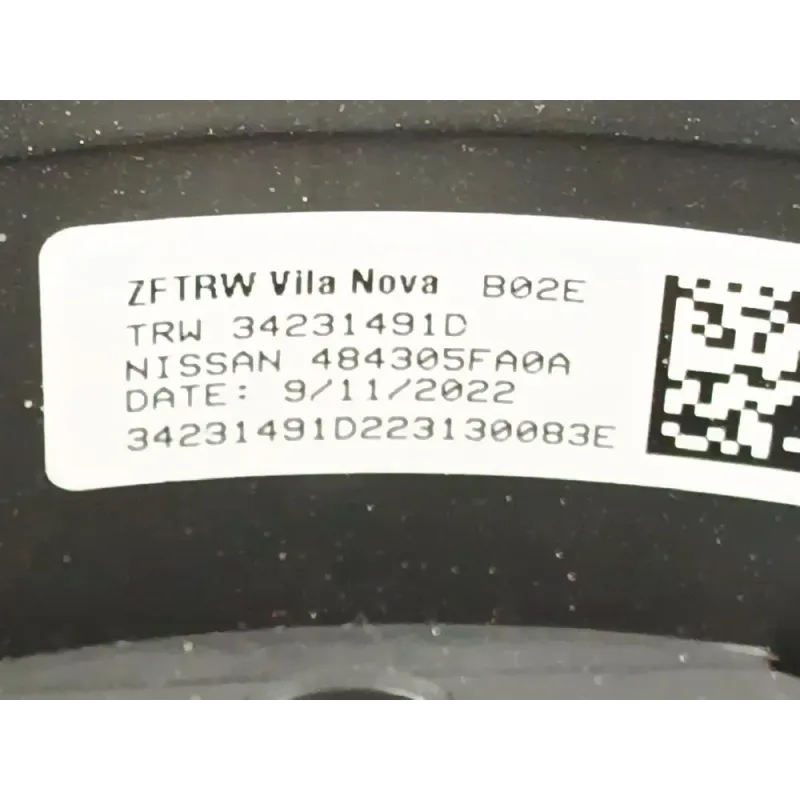 ZFTRW Vila Nova B02E
TRW 34231491D
NISSAN 484305FA0A
DATE: 9/11/2022
34231491D223130083E